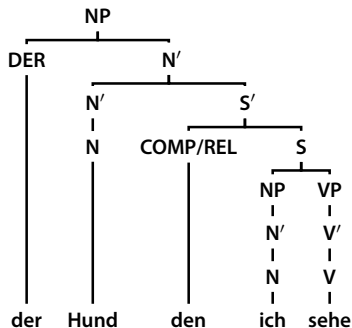 NP
DER N′
N′ S′
N COMP/REL S
NP VP
N′ V′
N V
der Hund den ich sehe